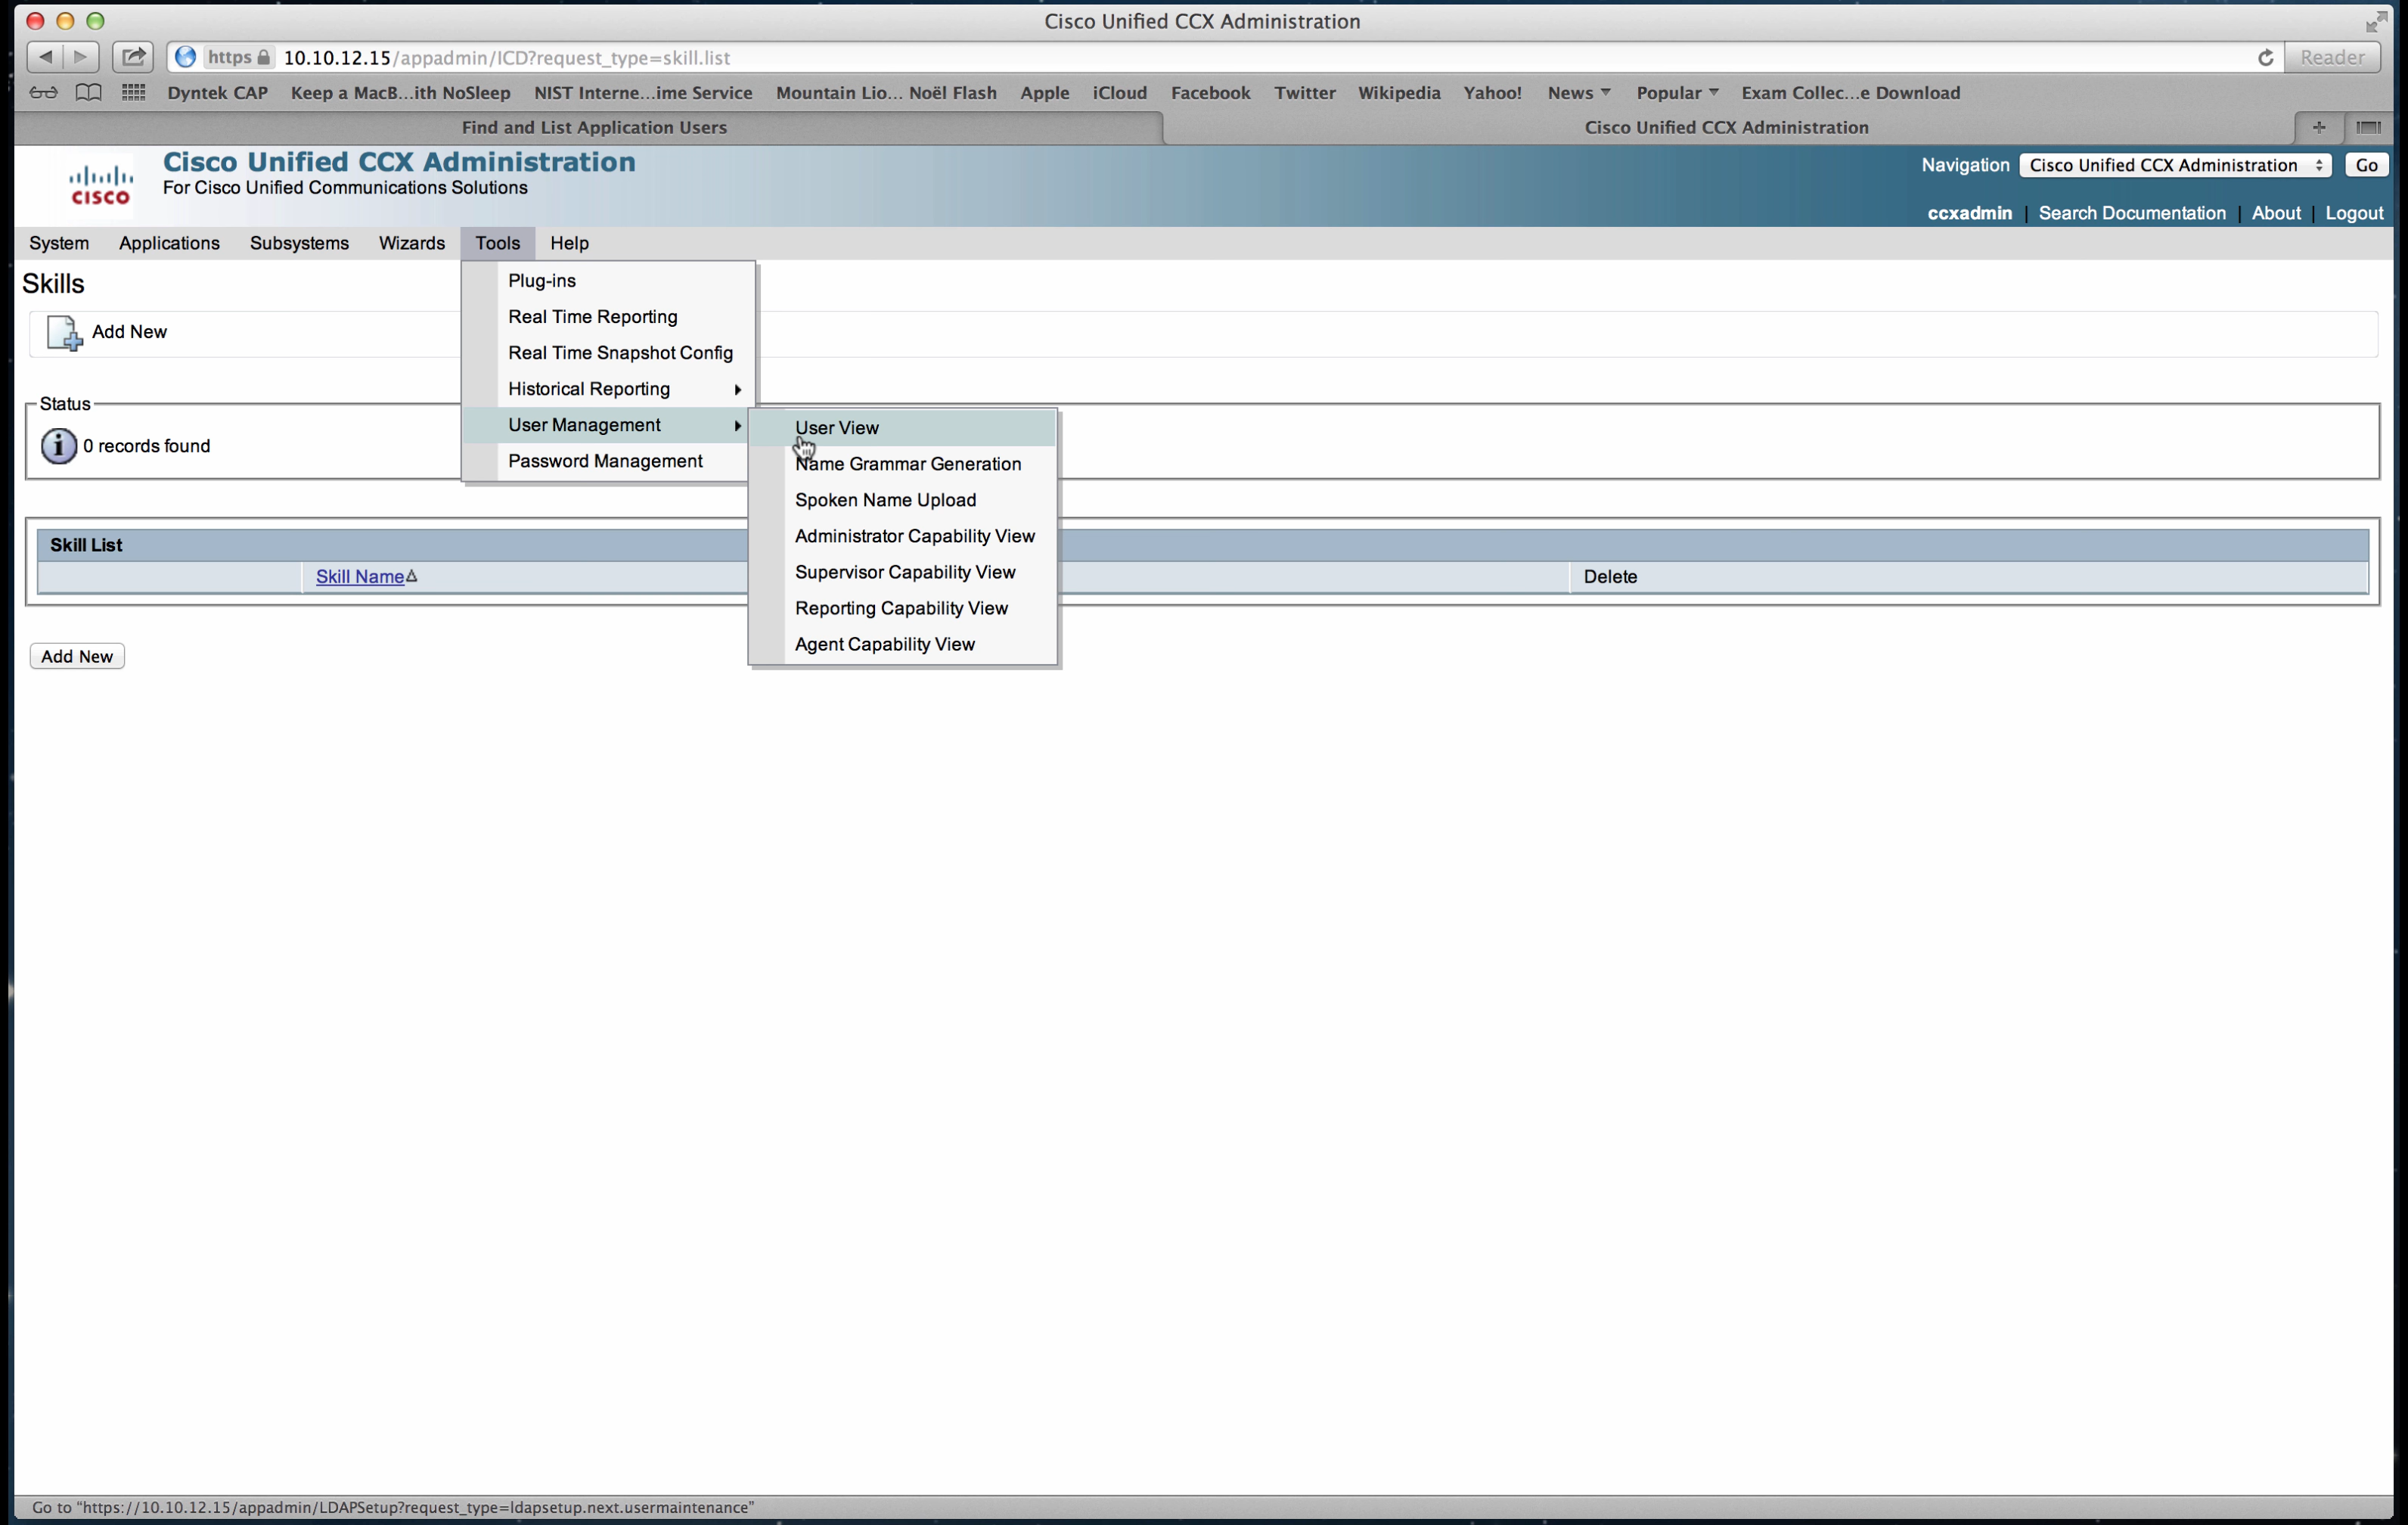 Cisco Unified CCX Administration
https 10.10.12.15/appadmin/ICD?request_type=skill.list
Reader
Dyntek CAP Keep a MacB...ith NoSleep NIST Interne...ime Service Mountain Lio... Noël Flash Apple iCloud Facebook Twitter Wikipedia Yahoo! News Popular Exam Collec...e Download
Find and List Application Users
Cisco Unified CCX Administration
CISCO
Cisco Unified CCX Administration
For Cisco Unified Communications Solutions
Navigation Cisco Unified CCX Administration Go
ccxadmin | Search Documentation | About | Logout
System Applications Subsystems Wizards Tools Help
Skills
Add New
Status
0 records found
Plug-ins
Real Time Reporting
Real Time Snapshot Config
Historical Reporting
User Management
Password Management
User View
Name Grammar Generation
Spoken Name Upload
Administrator Capability View
Supervisor Capability View
Reporting Capability View
Agent Capability View
Skill List
Skill Name Delete
Add New
Go to "https://10.10.12.15/appadmin/LDAPSetup?request_type=ldapsetup.next.usermaintenance"